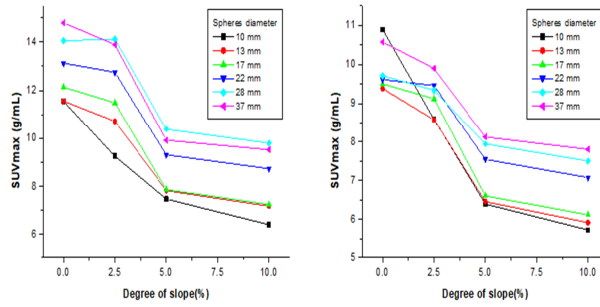 Spheres diameter
10 mm
13 mm
17 mm
22 mm
28 mm
37 mm
14
12
10
8
6
SUVmax (g/mL)
0.0 2.5 5.0 7.5 10.0
Degree of slope(%)
Spheres diameter
10 mm
13 mm
17 mm
22 mm
28 mm
37 mm
11
10
9
8
7
6
5
SUVmax (g/mL)
0.0 2.5 5.0 7.5 10.0
Degree of slope(%)